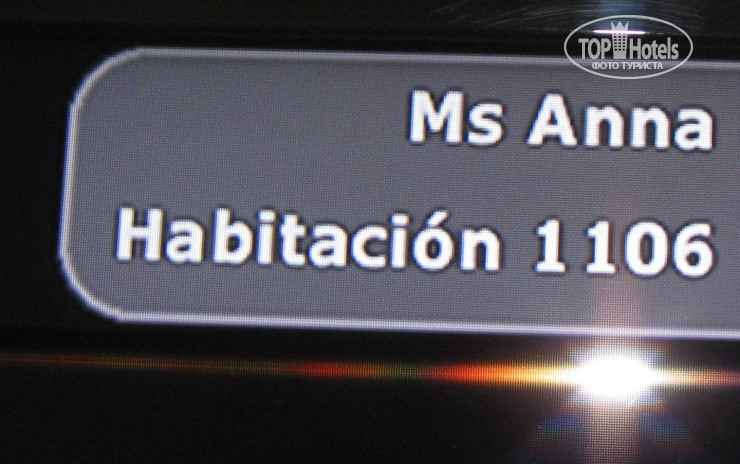 TOP Hotels
ФОТО ТУРИСТА
Ms Anna
Habitación 1106